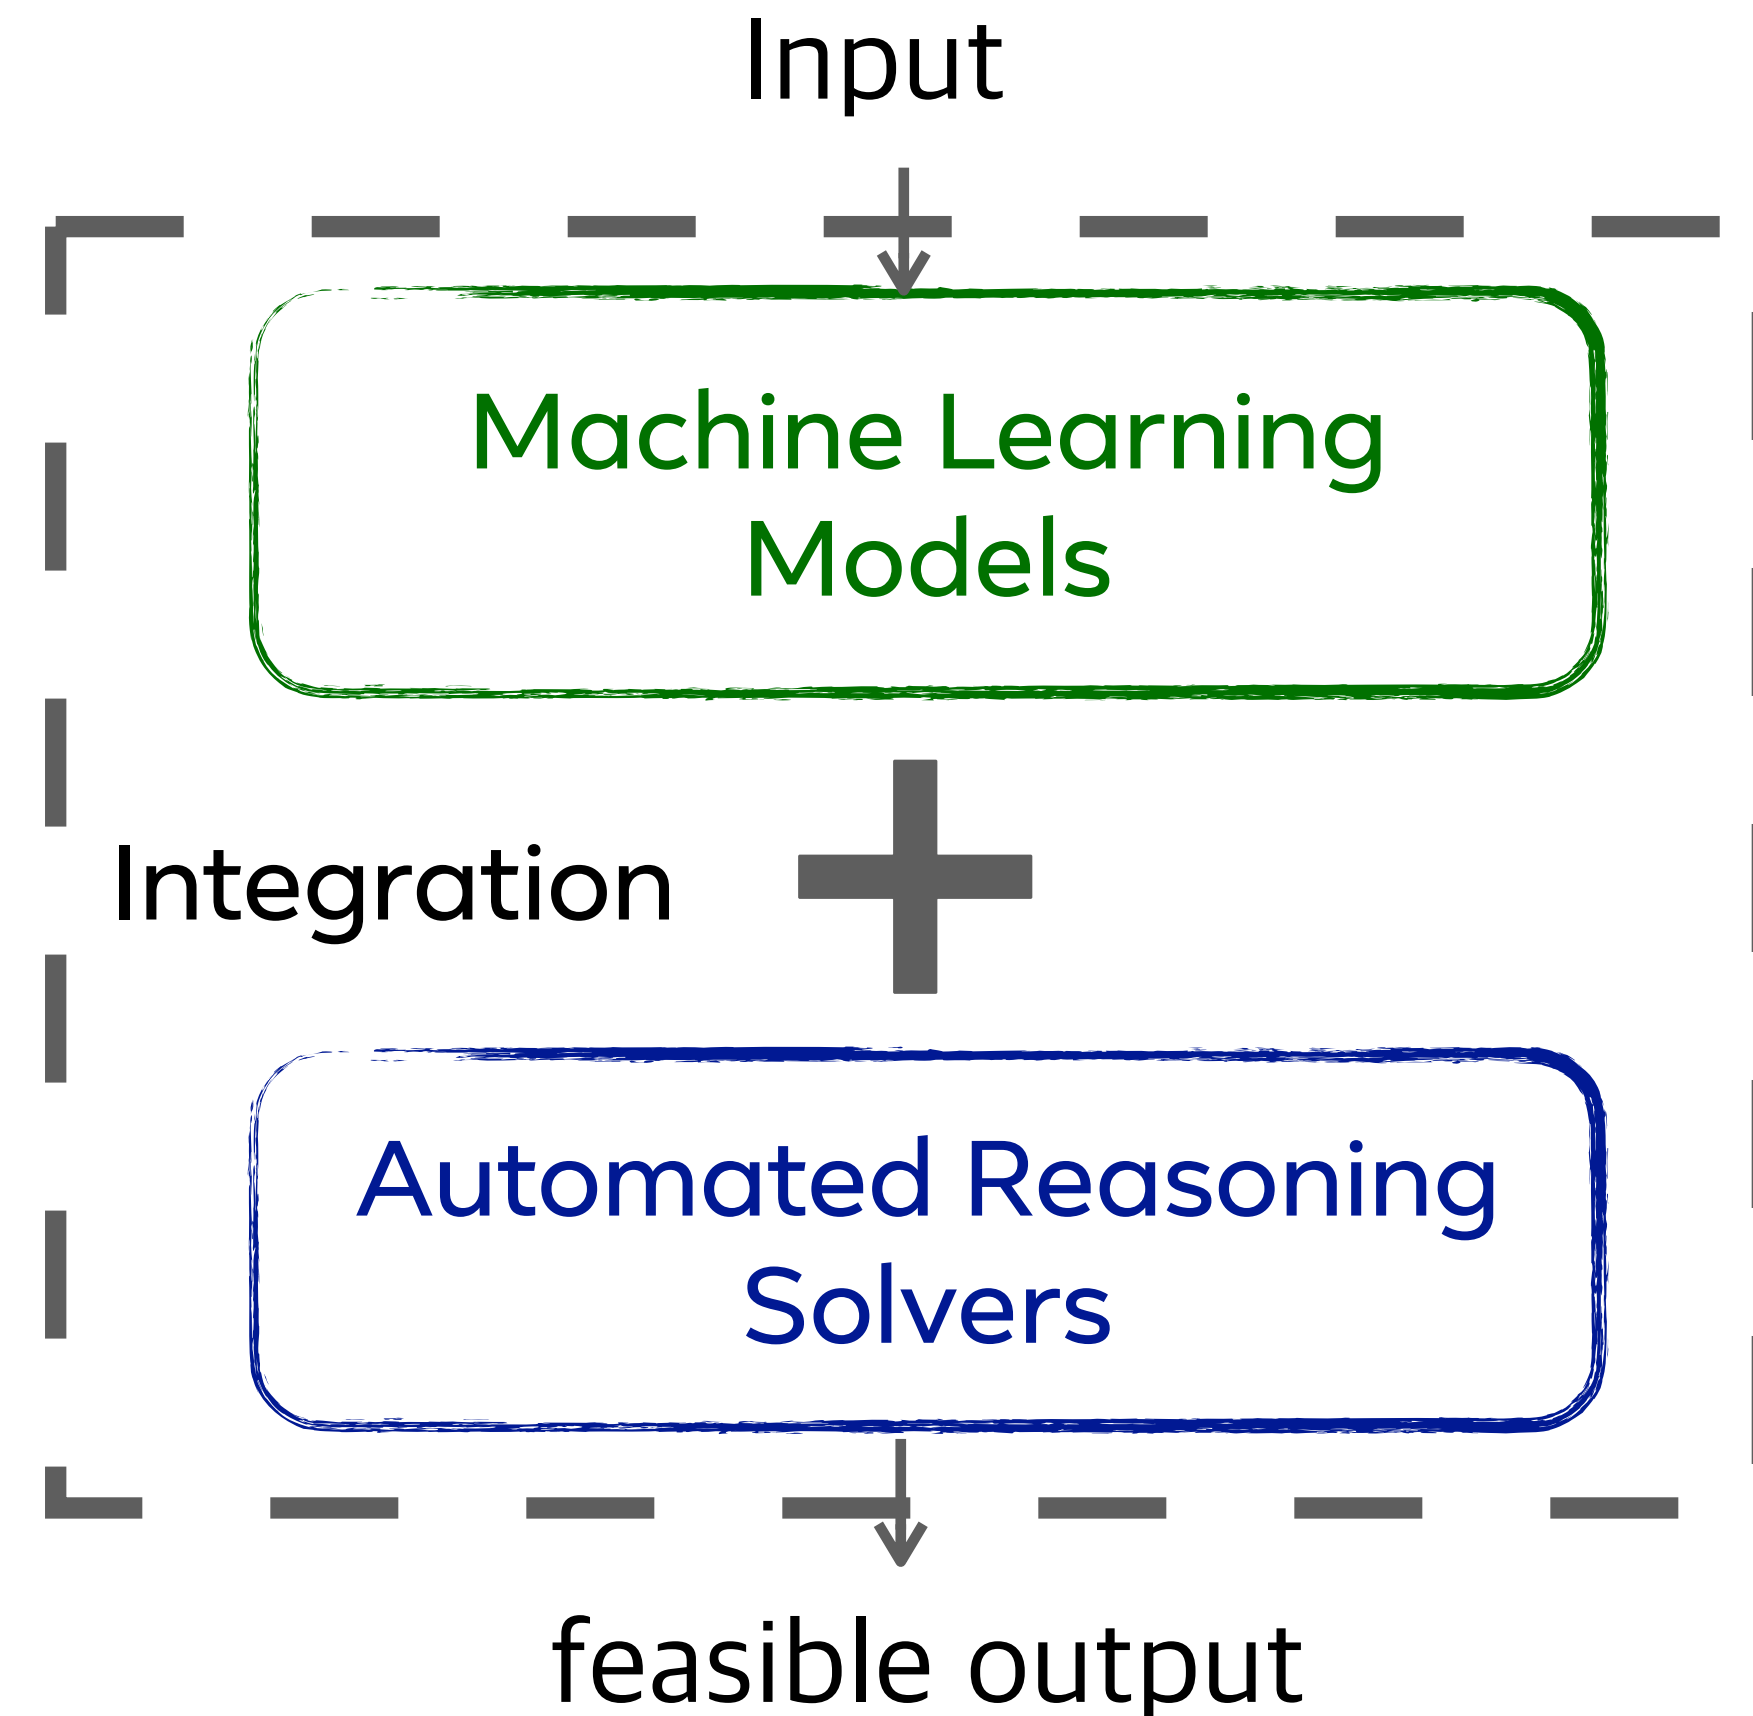 Input
Machine Learning
Models
Integration
Automated Reasoning
Solvers
feasible output